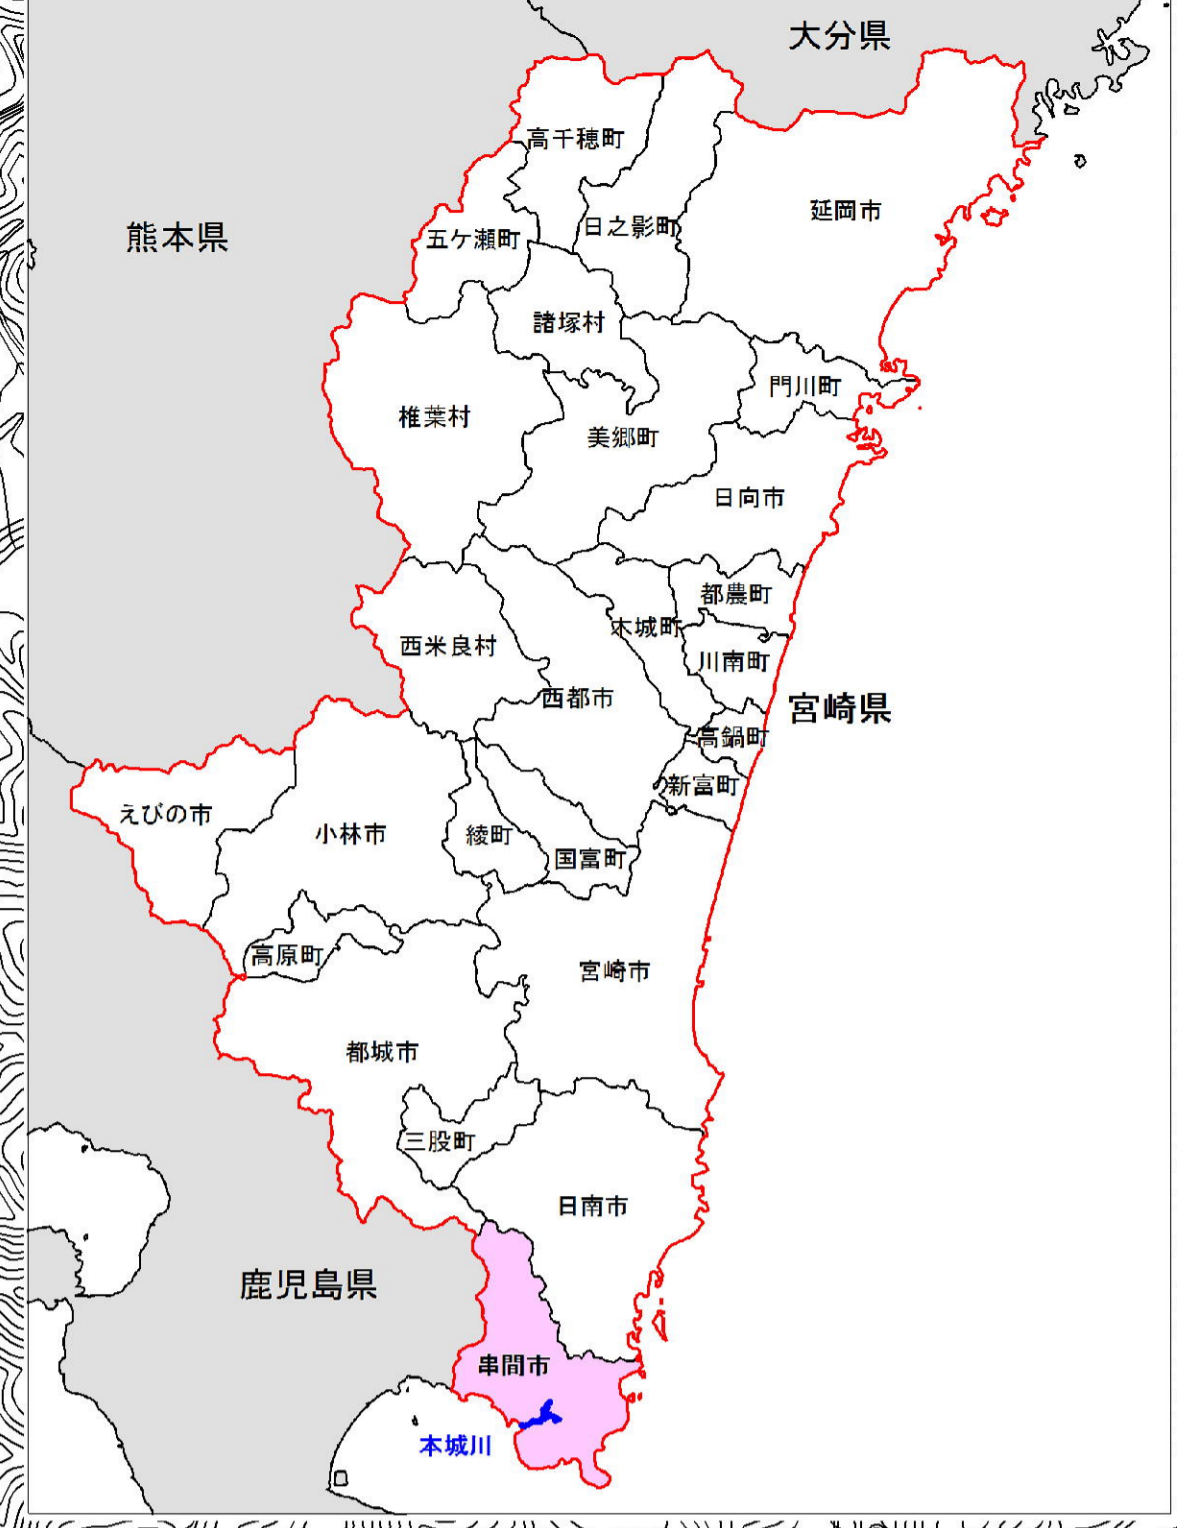 大分県
高千穂町
延岡市
日之影町
熊本県
五ケ瀬町
諸塚村
門川町
椎葉村
美郷町
日向市
都農町
木城町
西米良村
川南町
西都市
宮崎県
高鍋町
新富町
えびの市
小林市
綾町
国富町
高原町
宮崎市
都城市
三股町
日南市
鹿児島県
串間市
本城川